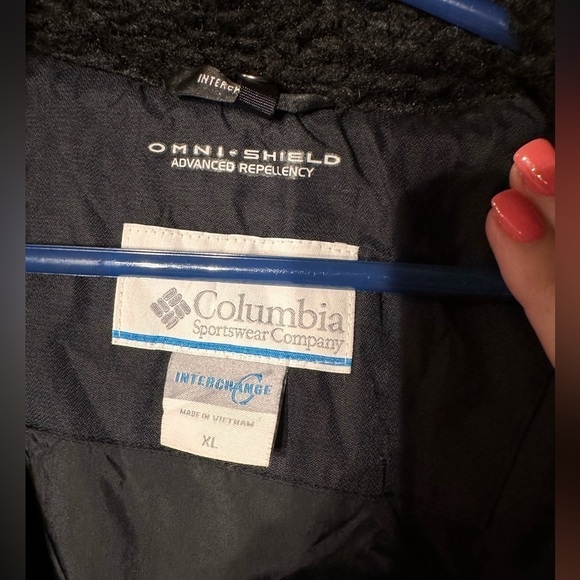 INTERCH
OMNI-SHIELD
ADVANCED REPELLENCY
Columbia
Sportswear Company
INTERCHANGE
MADE IN VIETNAM
XL